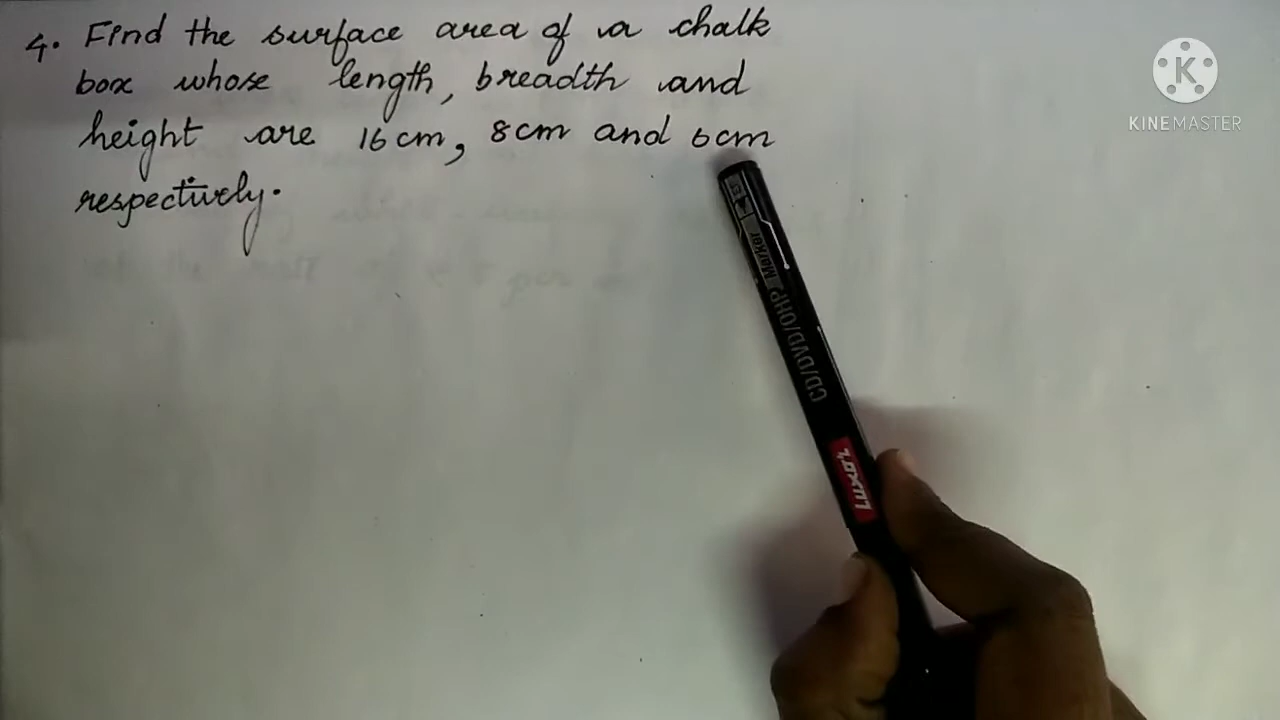 4. Find the surface area of a chalk
box whose length, breadth and
height are 16 cm, 8 cm and 6 cm
respectively.
K
KINEMASTER
CD/DVD/OHP Marker
LUXOR